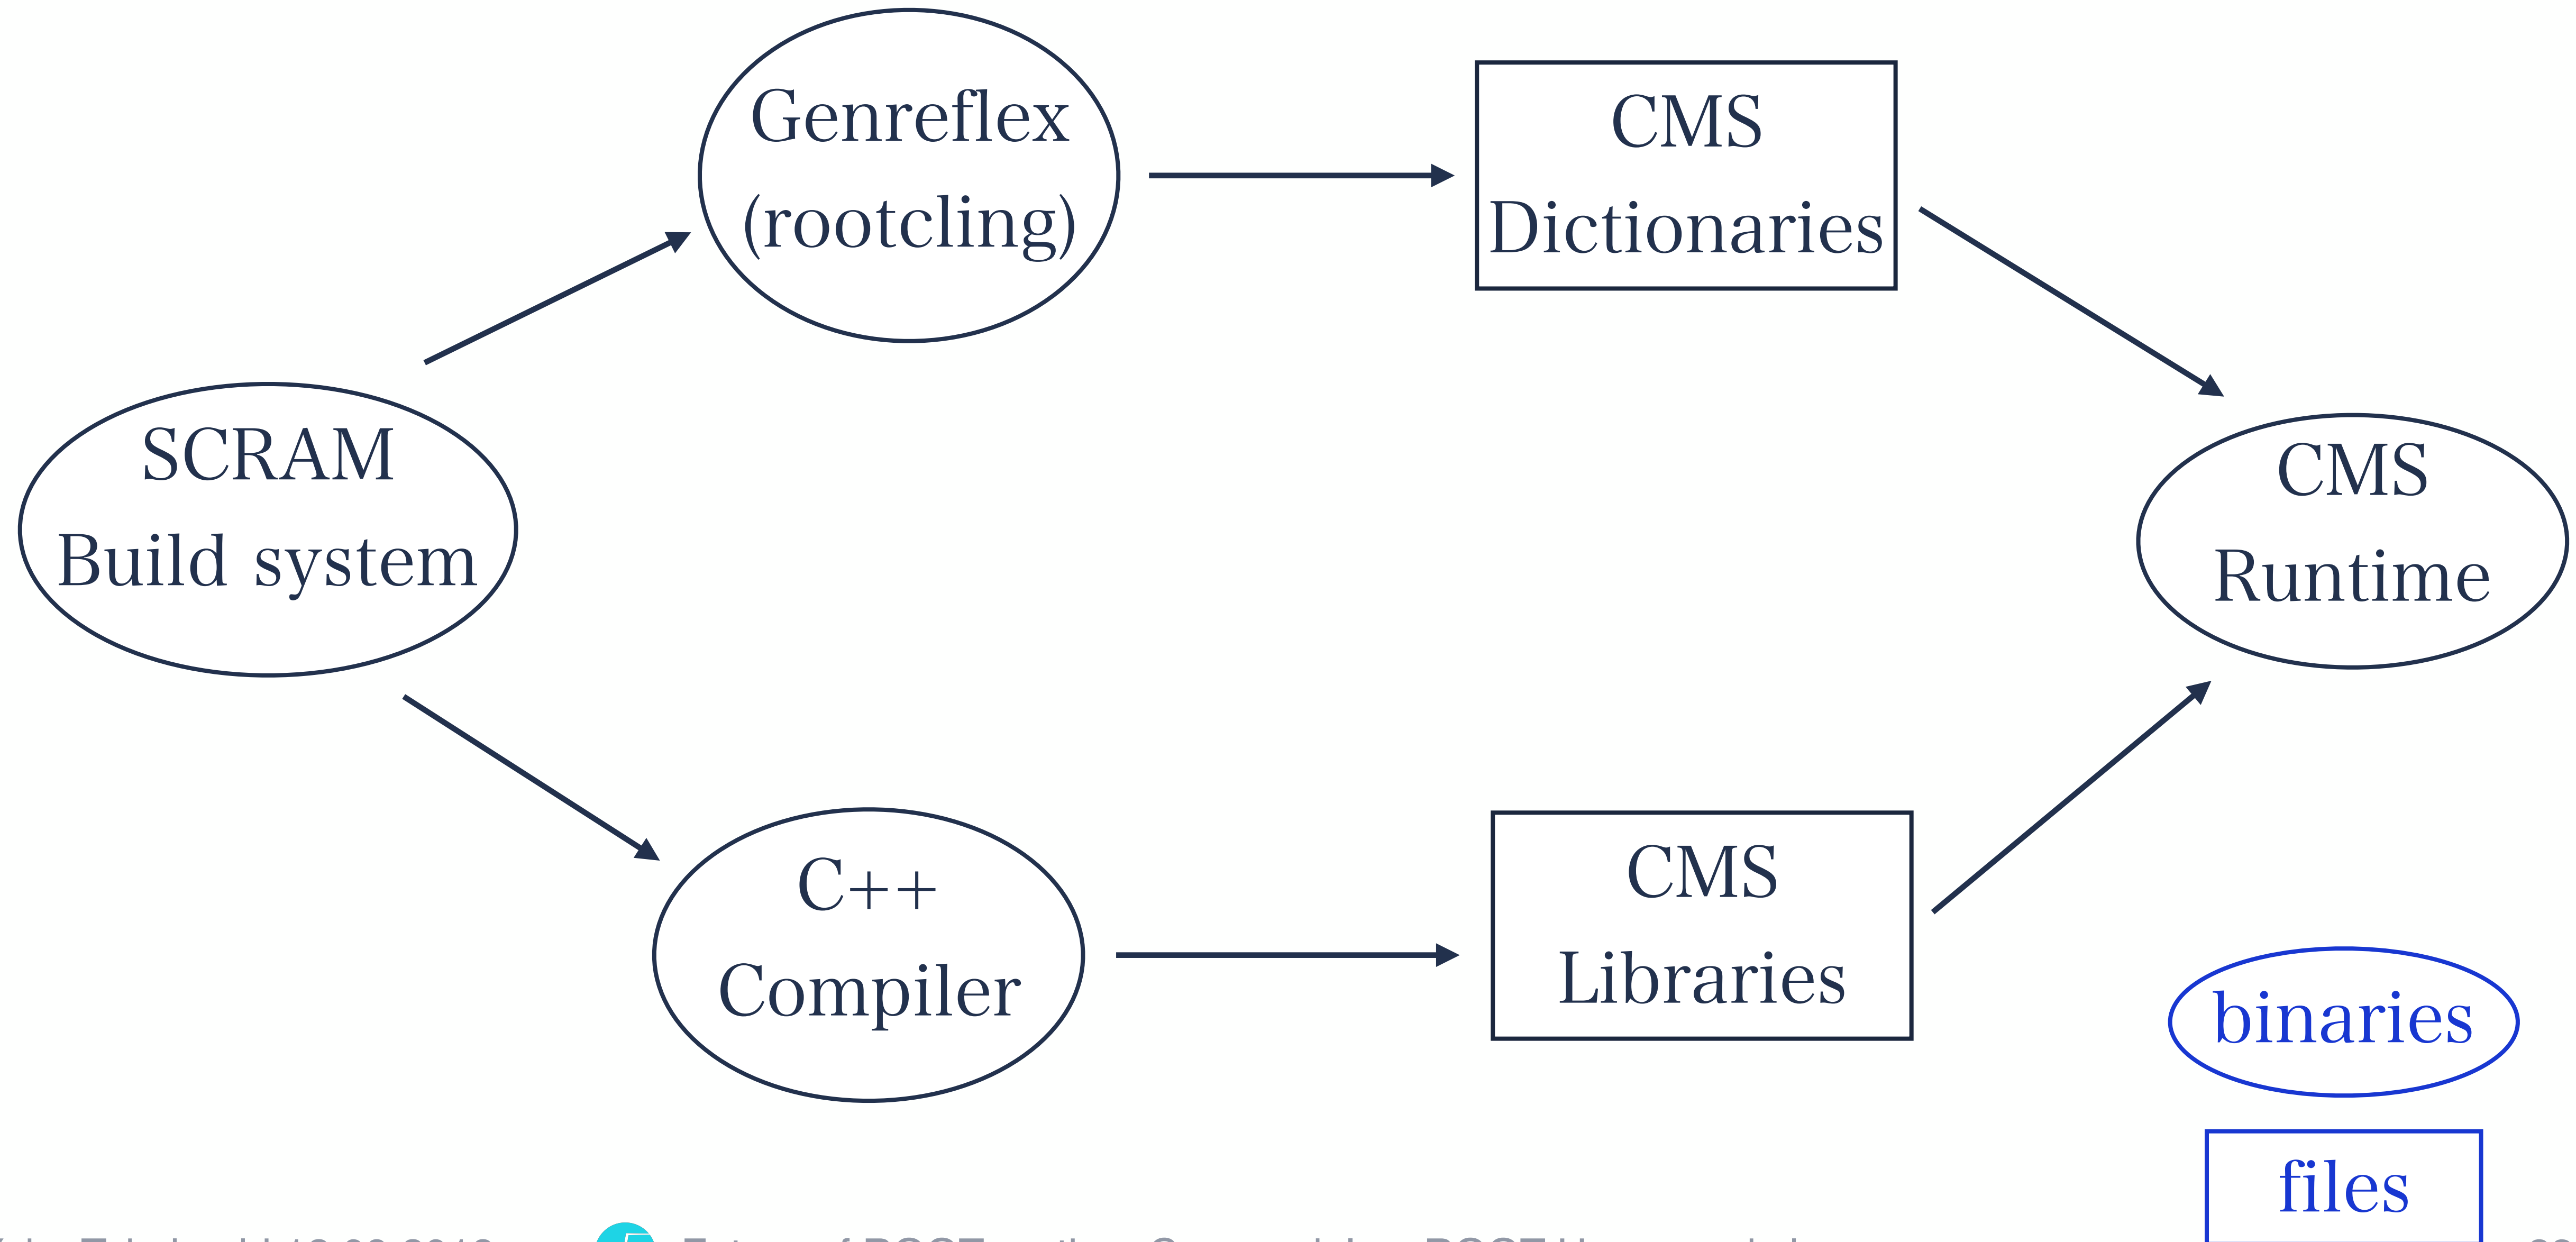 Genreflex
(rootcling)
CMS
Dictionaries
SCRAM
Build system
CMS
Runtime
C++
Compiler
CMS
Libraries
binaries
files